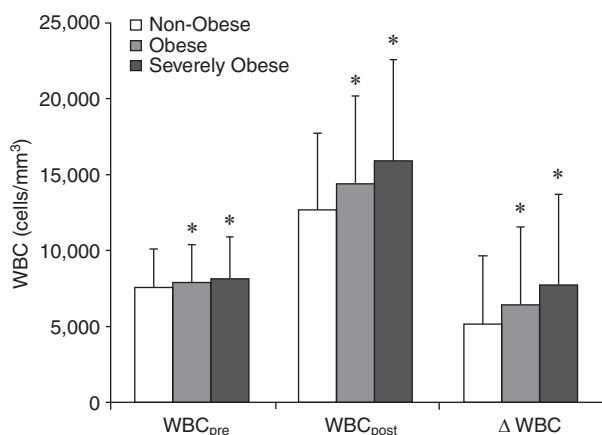 25,000
20,000
15,000
10,000
5,000
0
WBC (cells/mm³)
Non-Obese
Obese
Severely Obese
* *
* *
* *
WBCpre WBCpost Δ WBC